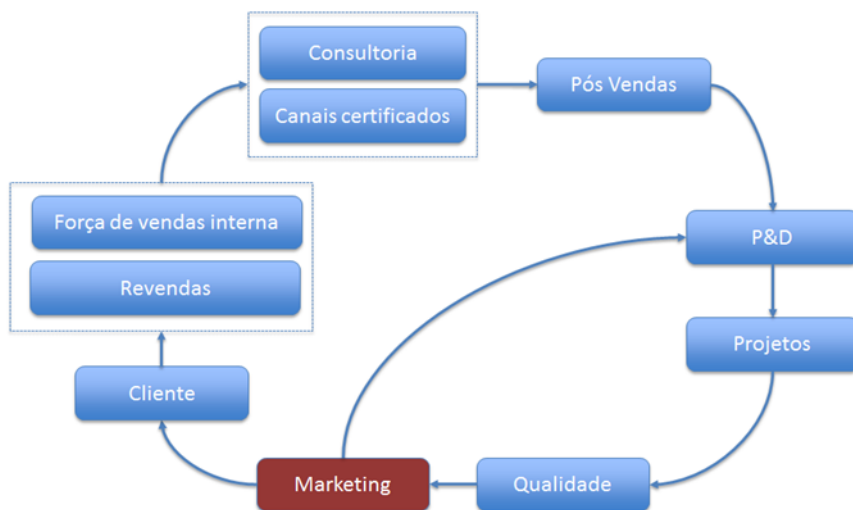 Consultoria
Canais certificados
Pós Vendas
Força de vendas interna
Revendas
P&D
Projetos
Cliente
Marketing
Qualidade